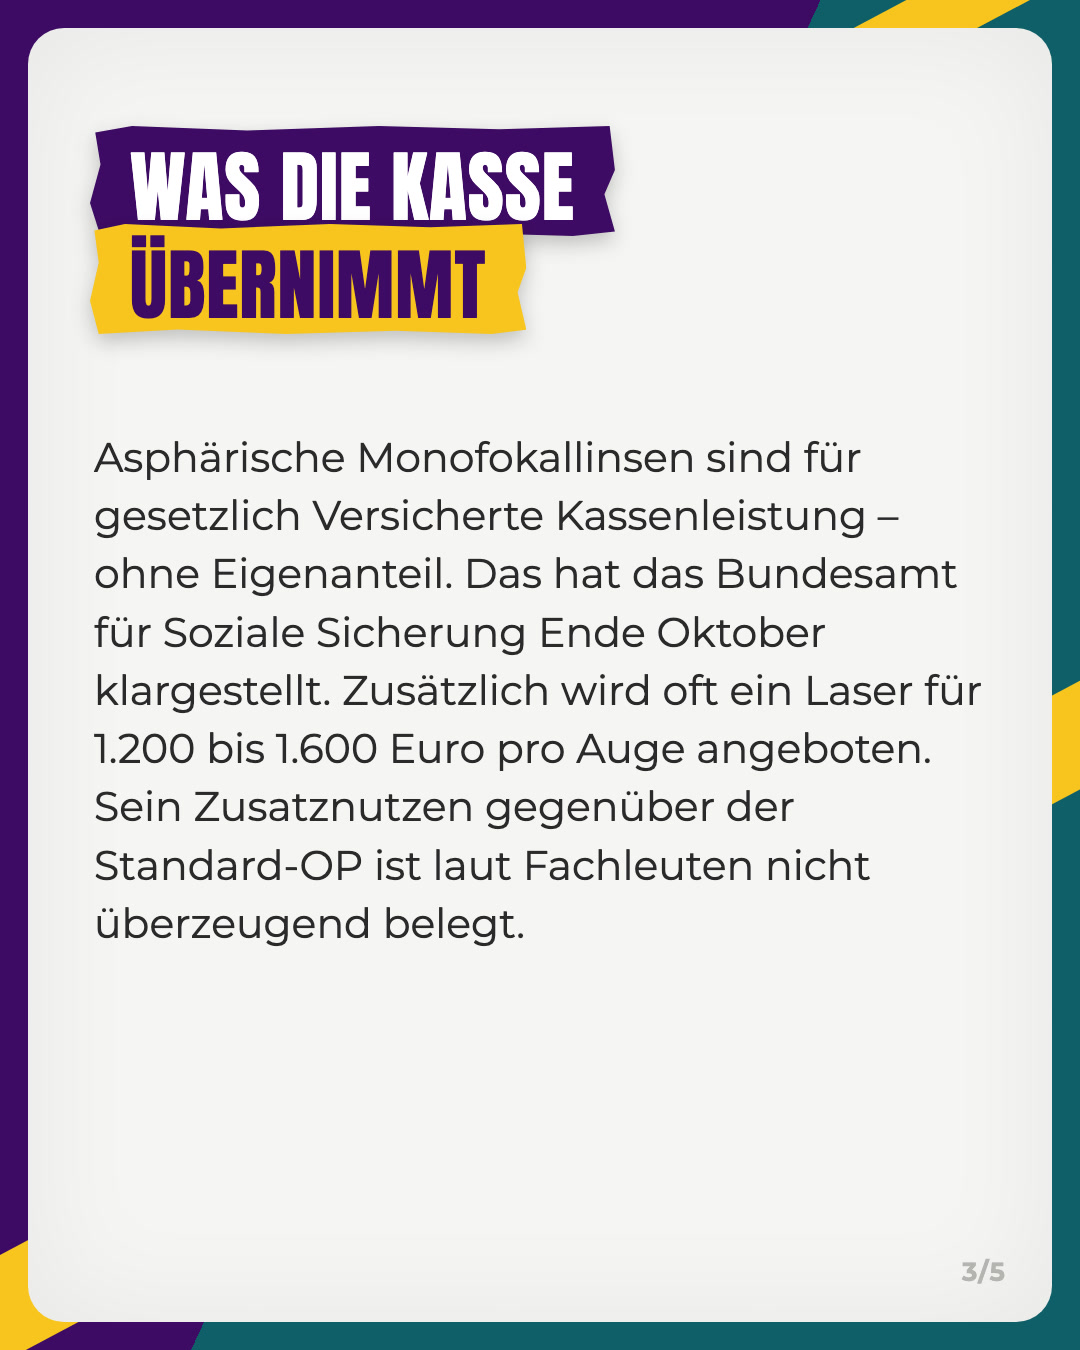 WAS DIE KASSE
ÜBERNIMMT
Asphärische Monofokallinsen sind für
gesetzlich Versicherte Kassenleistung –
ohne Eigenanteil. Das hat das Bundesamt
für Soziale Sicherung Ende Oktober
klargestellt. Zusätzlich wird oft ein Laser für
1.200 bis 1.600 Euro pro Auge angeboten.
Sein Zusatznutzen gegenüber der
Standard-OP ist laut Fachleuten nicht
überzeugend belegt.
3/5